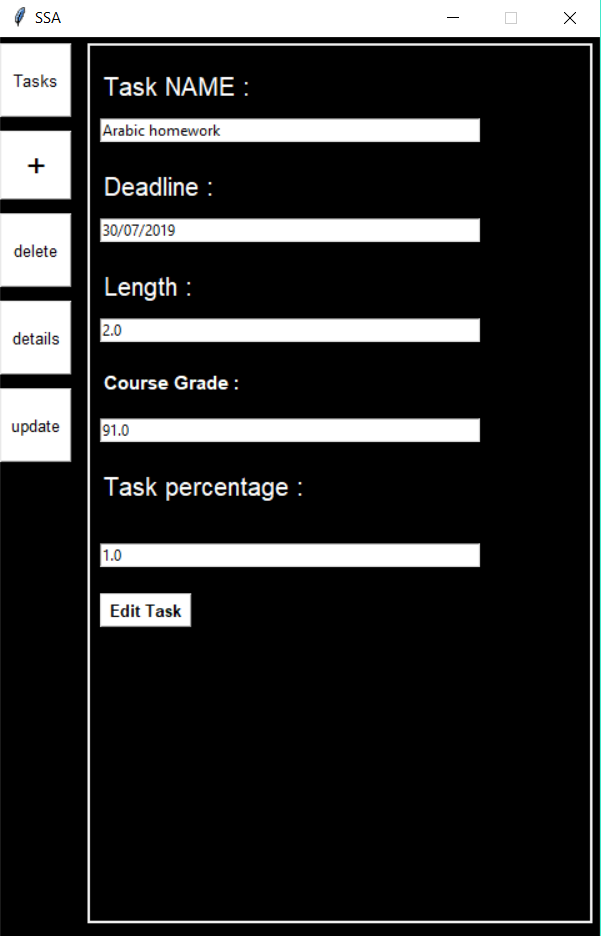 SSA
Tasks
+
delete
details
update
Task NAME :
Arabic homework
Deadline :
30/07/2019
Length :
2.0
Course Grade :
91.0
Task percentage :
1.0
Edit Task